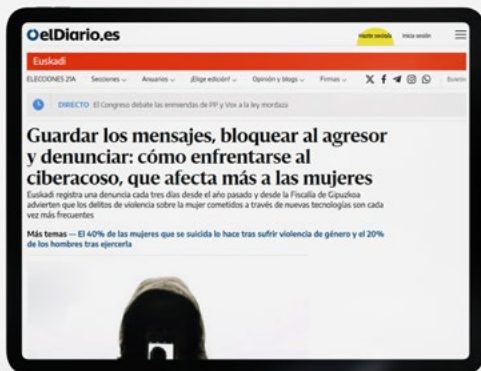 elDiario.es
Hazte socio/a Inicia sesión
Euskadi
ELECCIONES 21A Secciones Anuarios ¡Elige edición! Opinión y blogs Firmas Boletín
DIRECTO El Congreso debate las enmiendas de PP y Vox a la ley mordaza
Guardar los mensajes, bloquear al agresor
y denunciar: cómo enfrentarse al
ciberacoso, que afecta más a las mujeres
Euskadi registra una denuncia cada tres días desde el año pasado y desde la Fiscalía de Gipuzkoa
advierten que los delitos de violencia sobre la mujer cometidos a través de nuevas tecnologías son cada
vez más frecuentes
Más temas — El 40% de las mujeres que se suicida lo hace tras sufrir violencia de género y el 20%
de los hombres tras ejercerla